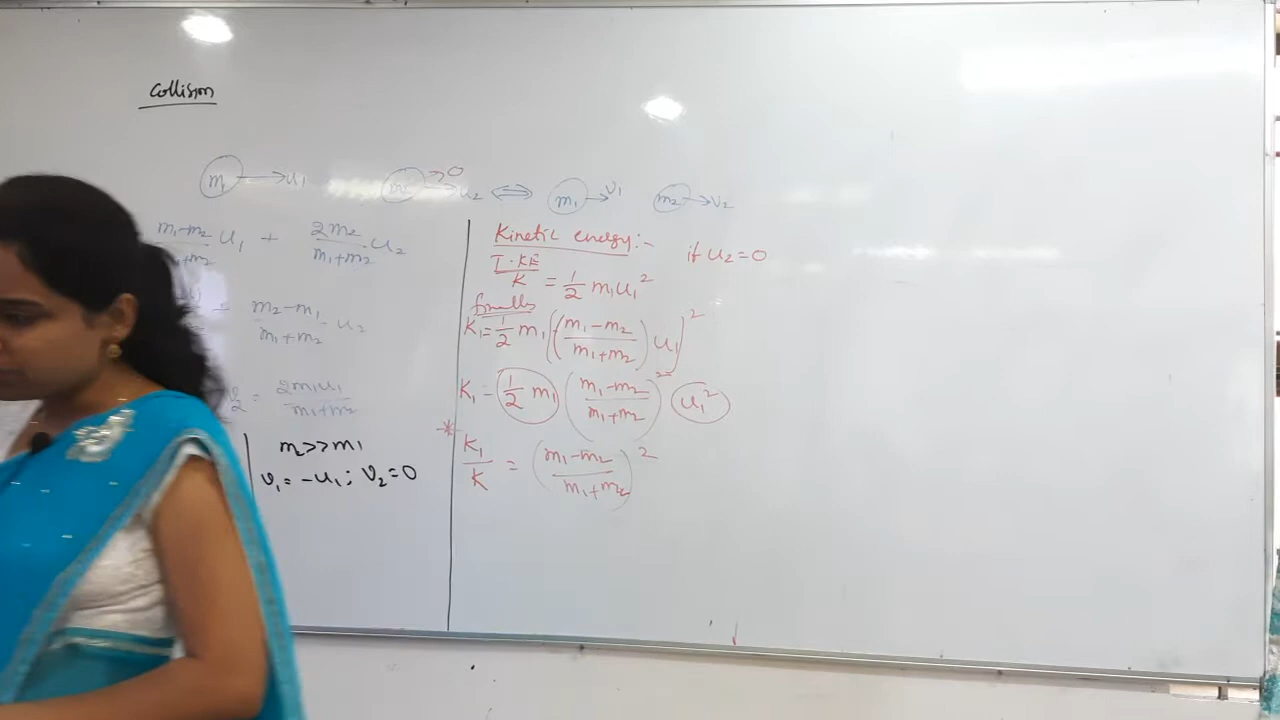 Collision
m₁ → u₁ m₂ → u₂ → 0 ⇔ m₁ → v₁ m₂ → v₂
m₁-m₂/m₁+m₂ u₁ + 2m₂/m₁+m₂ u₂
m₂-m₁/m₁+m₂ u₂
v₂ = 2m₁u₁/m₁+m₂
m₂>>m₁
v₁ = -u₁; v₂ = 0
Kinetic energy:- if u₂ = 0
I·KE
K = 1/2 m₁u₁²
K₁ = 1/2 m₁ [(m₁-m₂/m₁+m₂) u₁]²
K₁ = 1/2 m₁ (m₁-m₂/m₁+m₂)² u₁²
* K₁/K = (m₁-m₂/m₁+m₂)²